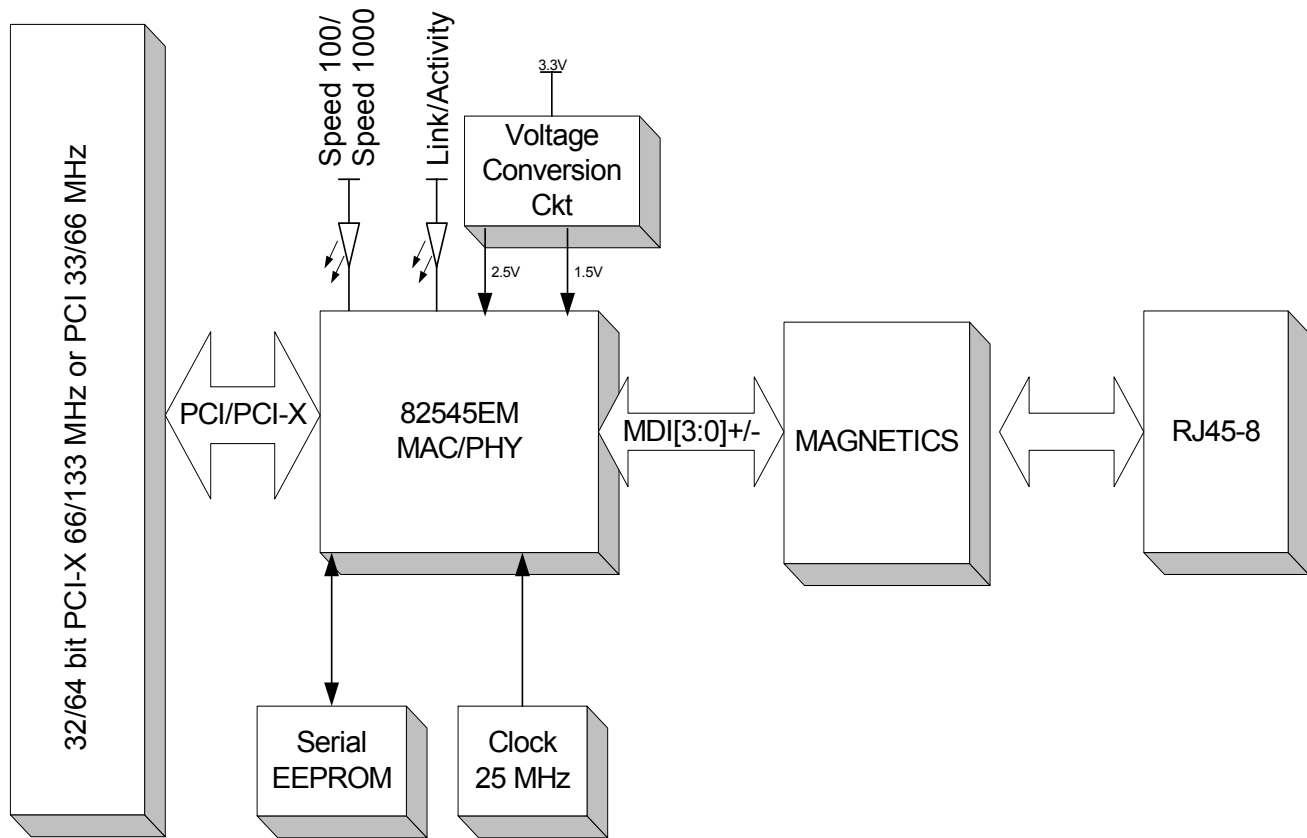 32/64 bit PCI-X 66/133 MHz or PCI 33/66 MHz
Speed 100/
Speed 1000
Link/Activity
3.3V
Voltage
Conversion
Ckt
2.5V
1.5V
PCI/PCI-X
82545EM
MAC/PHY
MDI[3:0]+/-
MAGNETICS
RJ45-8
Serial
EEPROM
Clock
25 MHz